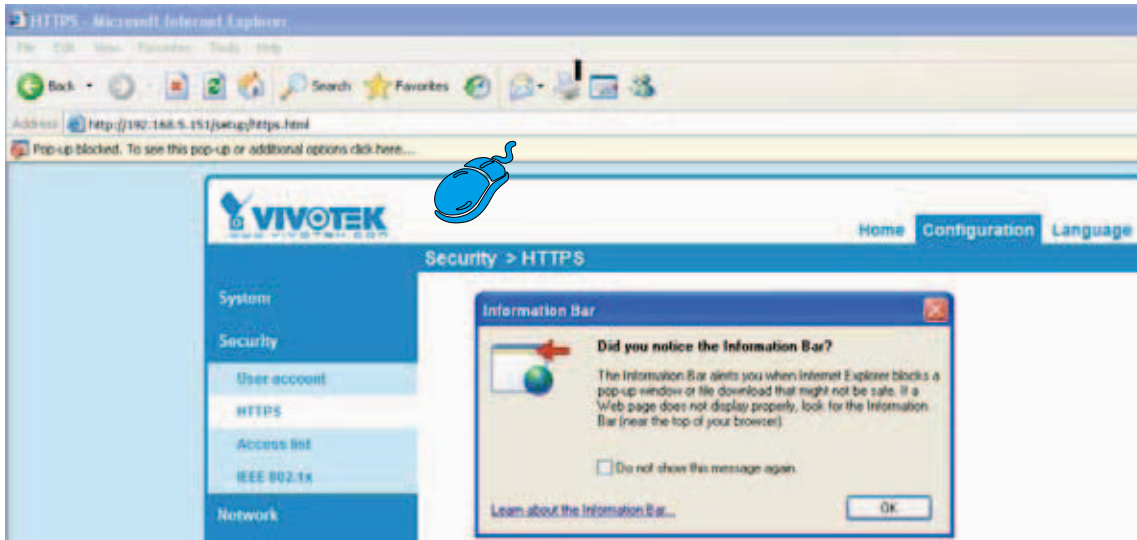 HTTPS - Microsoft Internet Explorer
File Edit View Favorites Tools Help
Back Search Favorites
Address http://192.168.5.151/setup/https.html
Pop-up blocked. To see this pop-up or additional options click here....
VIVOTEK
www.vivotek.com
Home Configuration Language
Security > HTTPS
System
Security
User account
HTTPS
Access list
IEEE 802.1x
Network
Information Bar
Did you notice the Information Bar?
The Information Bar alerts you when Internet Explorer blocks a
pop-up window or file download that might not be safe. If a
Web page does not display properly, look for the Information
Bar (near the top of your browser).
Do not show this message again.
Learn about the Information Bar...
OK